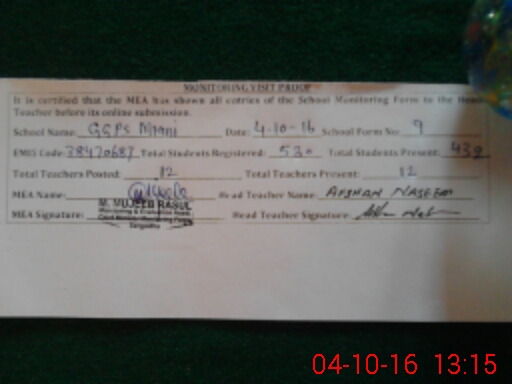 MONITORING VISIT PROOF
It is certified that the MEA has shown all entries of the School Monitoring Form to the Head
Teacher before its online submission.
School Name: GGPS Miani Date: 4-10-16 School Form No: 9
EMIS Code: 38470687 Total Students Registered: 530 Total Students Present: 439
Total Teachers Posted: 12 Total Teachers Present: 12
MEA Name: Head Teacher Name: AFSHAN NASEEM
M. MUJEEB RASUL
MEA Signature: Head Teacher Signature:
Monitoring & Evaluation
Sargodha
04-10-16 13:15